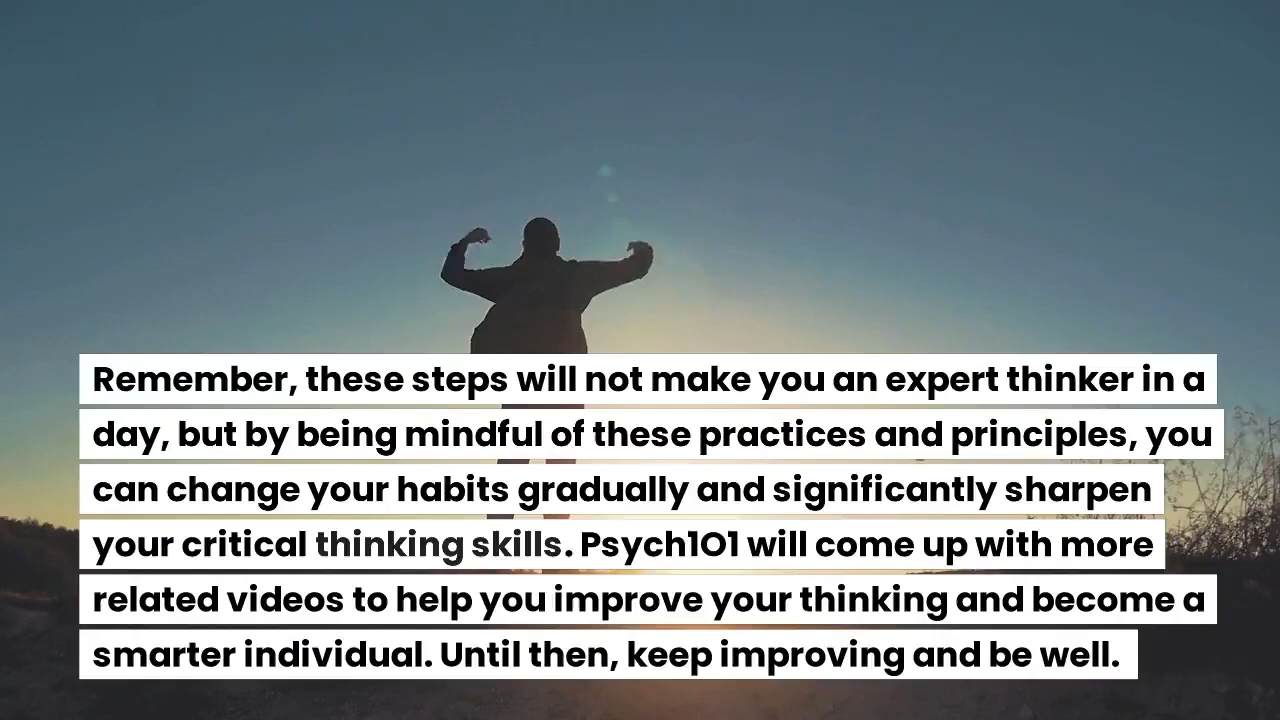 Remember, these steps will not make you an expert thinker in a
day, but by being mindful of these practices and principles, you
can change your habits gradually and significantly sharpen
your critical thinking skills. Psych101 will come up with more
related videos to help you improve your thinking and become a
smarter individual. Until then, keep improving and be well.